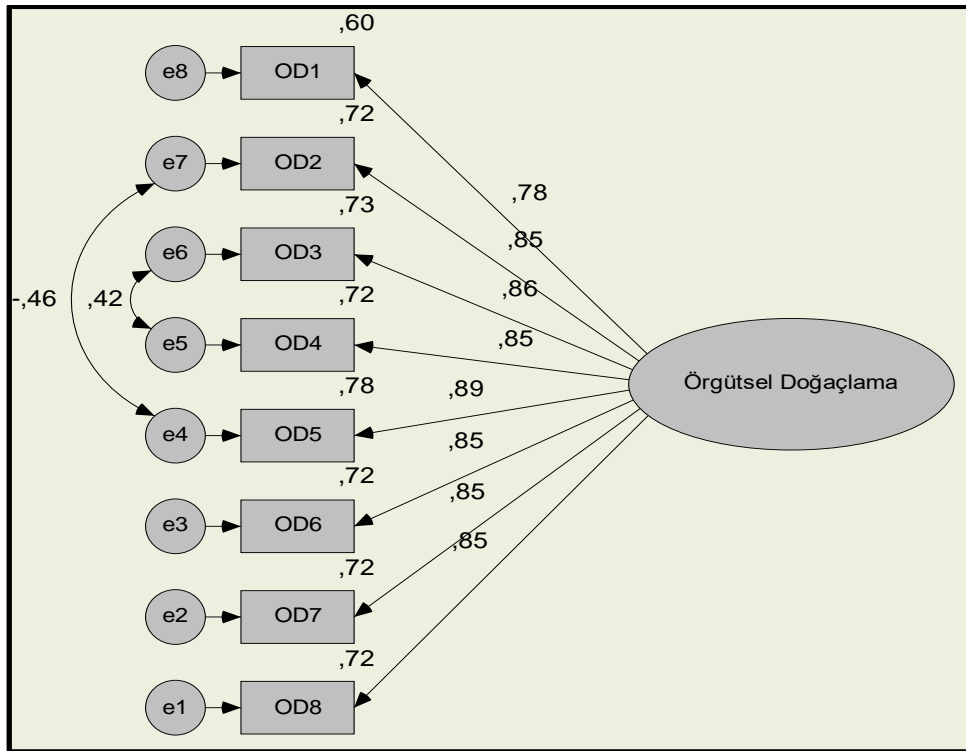 ,60
e8
OD1
,72
e7
OD2
,78
,73
,85
e6
OD3
,86
-,46
,42
,72
,85
e5
OD4
Örgütsel Doğaçlama
,78
,89
e4
OD5
,85
,72
,85
e3
OD6
,85
,72
e2
OD7
,72
e1
OD8